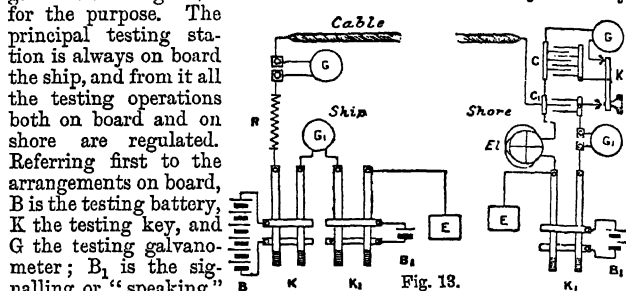 for the purpose. The
principal testing sta-
tion is always on board
the ship, and from it all
the testing operations
both on board and on
shore are regulated.
Referring first to the
arrangements on board,
B is the testing battery,
K the testing key, and
G the testing galvano-
meter; B₁ is the sig-
nalling or "speaking"
Cable
G
R
Ship
G₁
E
B₁
B
K
K₁
Shore
G
C
K
C₁
G₁
El
E
B₁
K₁
Fig. 13.